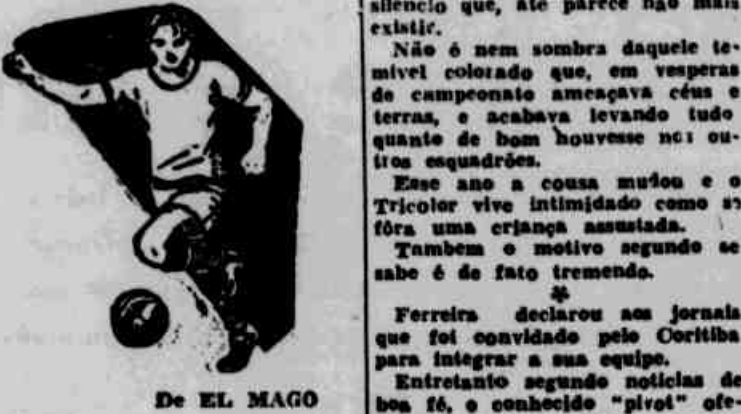 De EL MAGO
silencio que, até parece não mais
existir.
Não é nem sombra daquele te-
mivel colorado que, em vesperas
de campeonato ameaçava céus e
terras, e acabava levando tudo
quanto de bom houvesse nos ou-
tros esquadrões.
Esse ano a cousa mudou e o
Tricolor vive intimidado como si
fôra uma criança assustada.
Tambem o motivo segundo se
sabe é de fato tremendo.
*
Ferreira declarou aos jornais
que foi convidado pelo Coritiba
para integrar a sua equipe.
Entretanto segundo noticias de
boa fé, o conhecido "pivot" ofe-